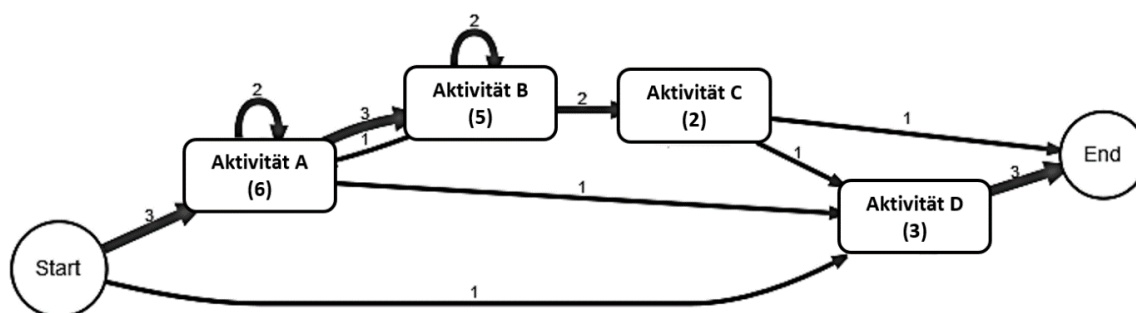 2
Aktivität B
(5)
2
Aktivität C
(2)
1
End
2
3
1
Aktivität A
(6)
1
1
3
Aktivität D
(3)
3
Start
1